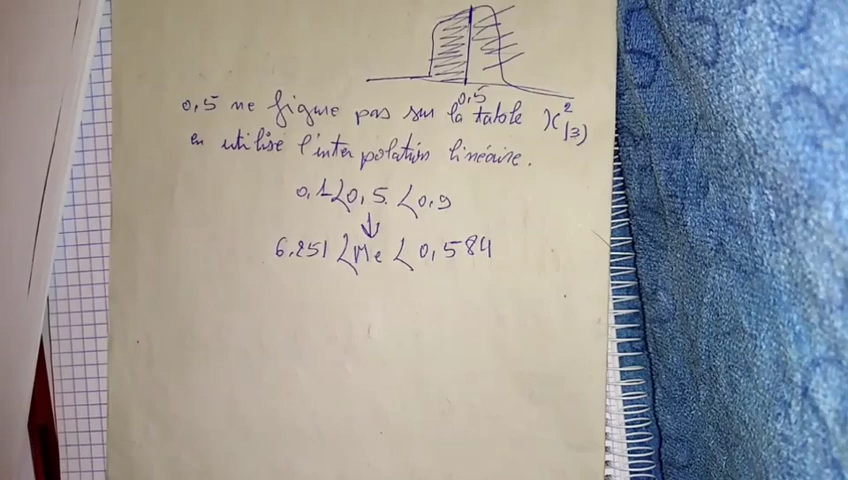 0,5
0,5 ne figure pas sur la table χ²(3)
en utilise l'interpolation linéaire.
0,1 < 0,5 < 0,9
↓
6,251 < Me < 0,584